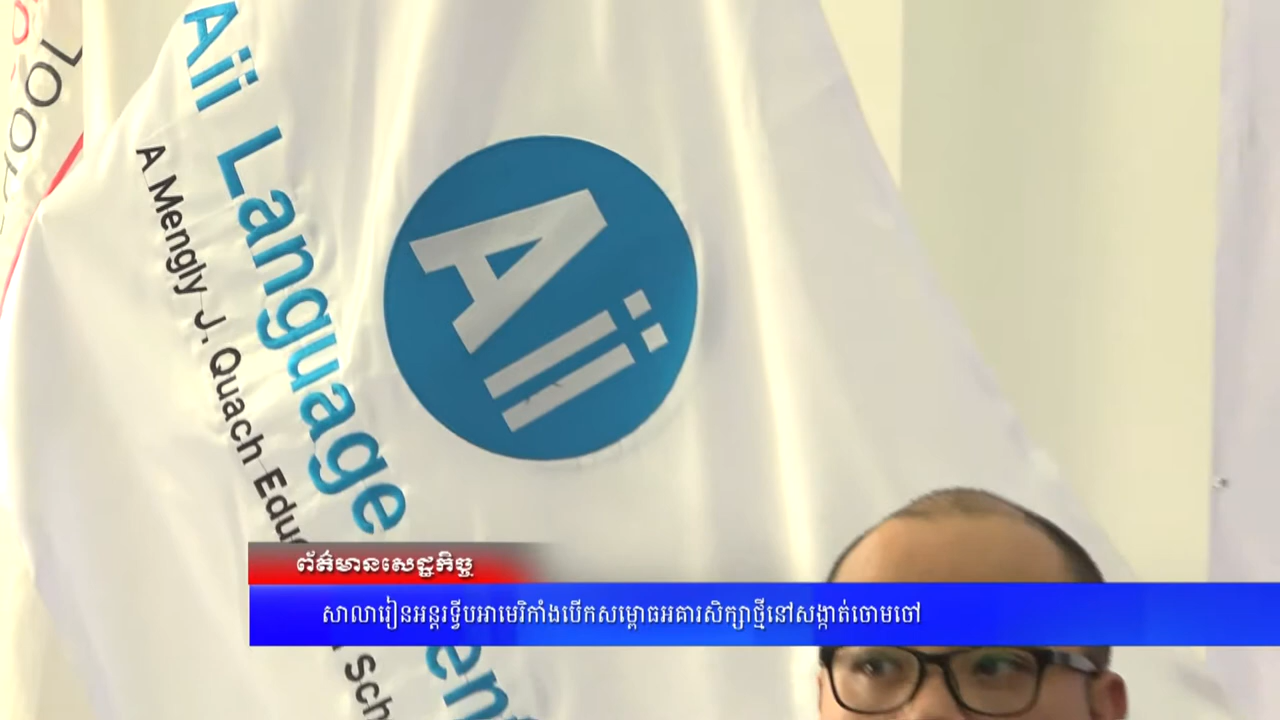 Aii Language
A Mengly J. Quach Edu
Sch
Aii
ព័ត៌មានសេដ្ឋកិច្ច
សាលារៀនអន្តរទ្វីបអាមេរិកាំងបើកសម្ពោធអគារសិក្សាថ្មីនៅសង្កាត់ចោមចៅ